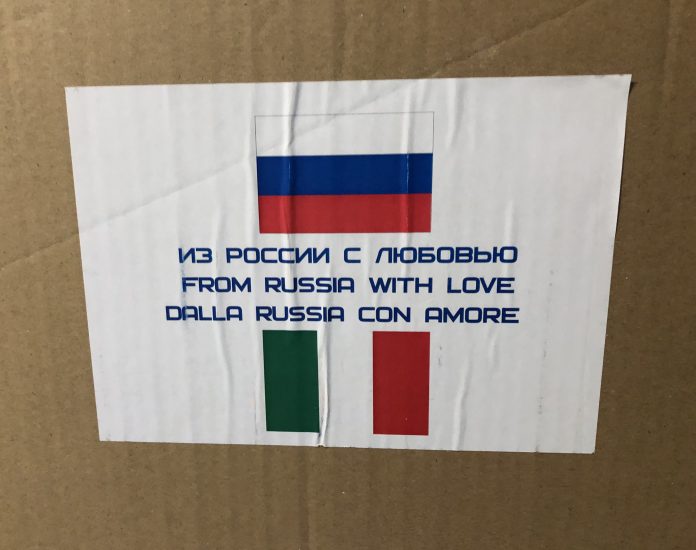 ИЗ РОССИИ С ЛЮБОВЬЮ
FROM RUSSIA WITH LOVE
DALLA RUSSIA CON AMORE